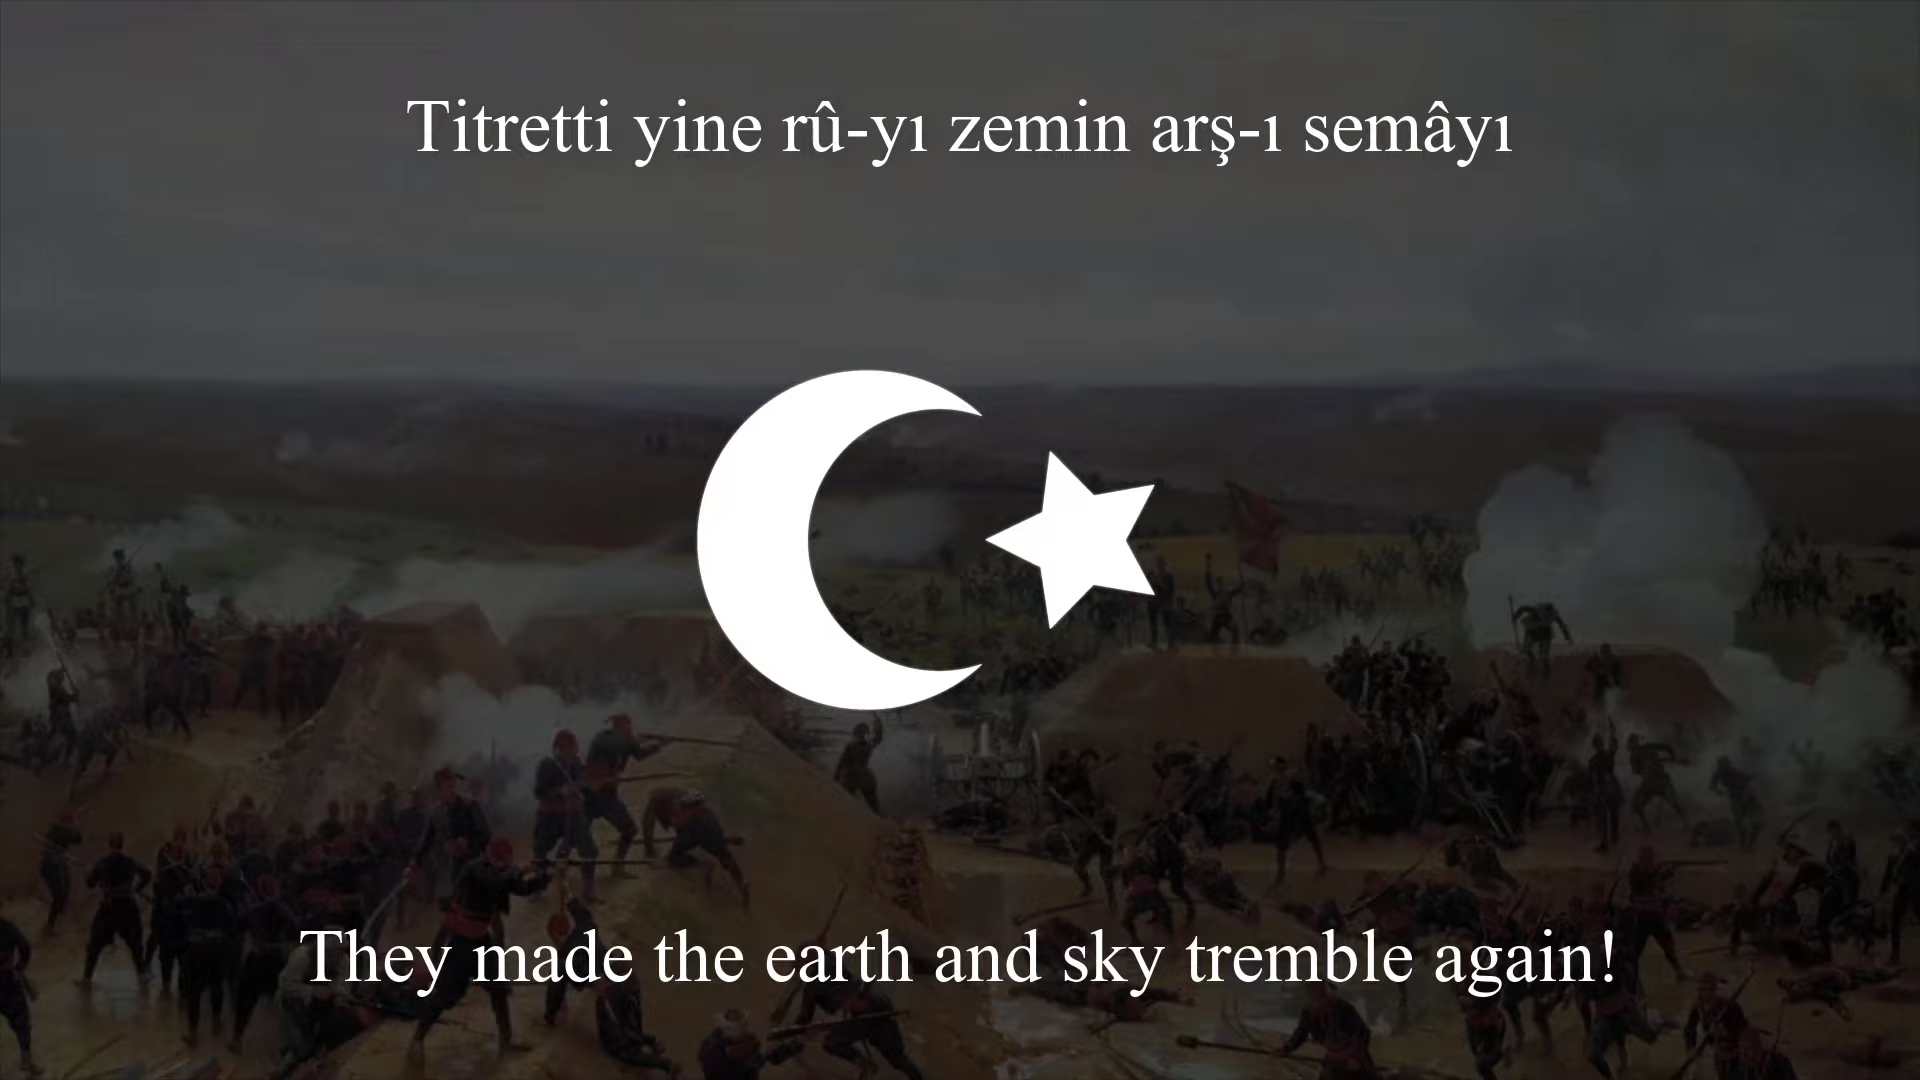 Titretti yine rû-yı zemin arş-ı semâyı
They made the earth and sky tremble again!